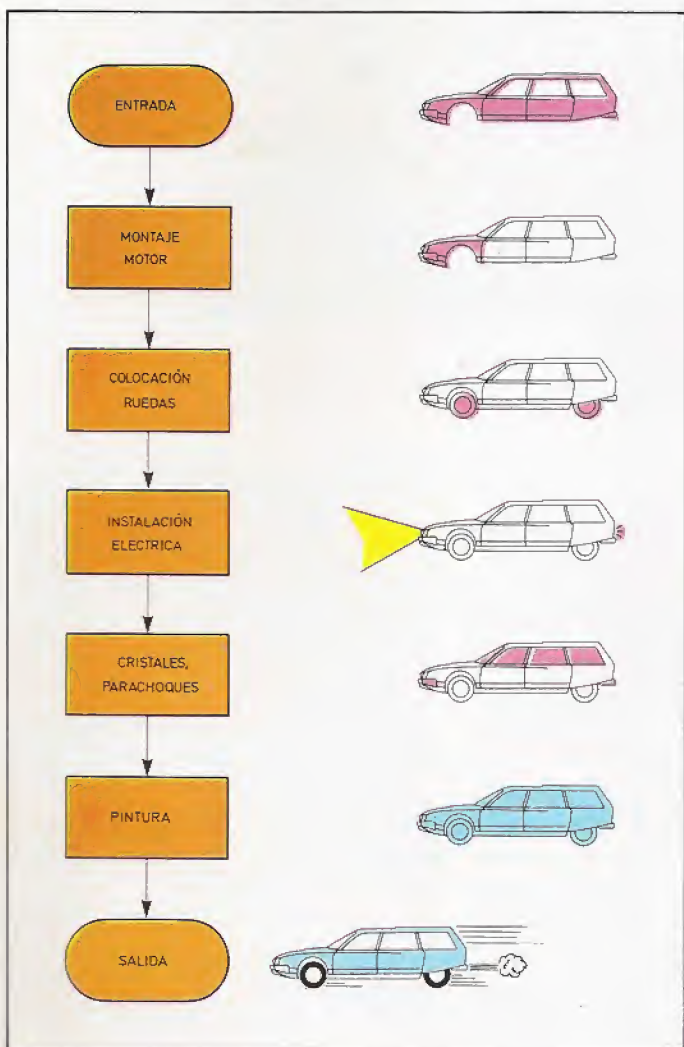 ENTRADA
MONTAJE
MOTOR
COLOCACIÓN
RUEDAS
INSTALACIÓN
ELECTRICA
CRISTALES,
PARACHOQUES
PINTURA
SALIDA